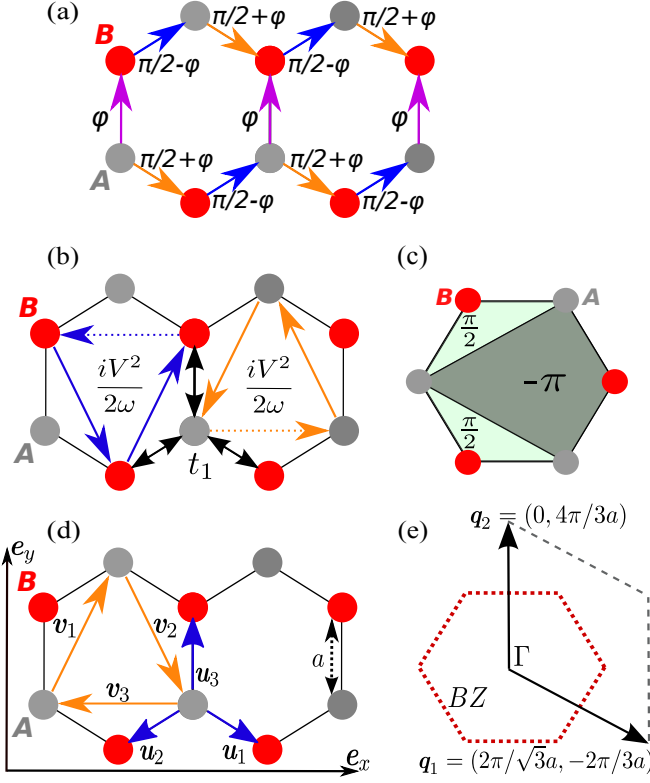 (a)
π/2+φ π/2+φ
B
π/2-φ π/2-φ
φ φ φ
π/2+φ π/2+φ
A
π/2-φ π/2-φ
(b)
B
iV²/2ω iV²/2ω
A
t₁
(c)
B A
π/2
-π
π/2
(d)
e_y
B
v₁ v₂
u₃ a
v₃
A
u₂ u₁
e_x
(e)
q₂ = (0, 4π/3a)
Γ
BZ
q₁ = (2π/√3a, -2π/3a)